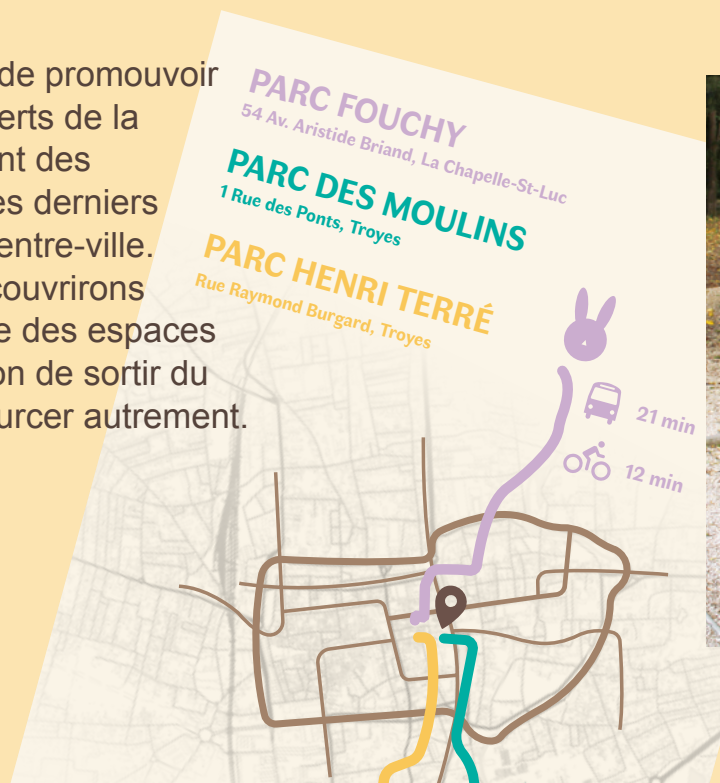 de promouvoir
erts de la
nt des
es derniers
entre-ville.
couvrirons
e des espaces
on de sortir du
urcer autrement.
PARC FOUCHY
54 Av. Aristide Briand, La Chapelle-St-Luc
PARC DES MOULINS
1 Rue des Ponts, Troyes
PARC HENRI TERRÉ
Rue Raymond Burgard, Troyes
21 min
12 min